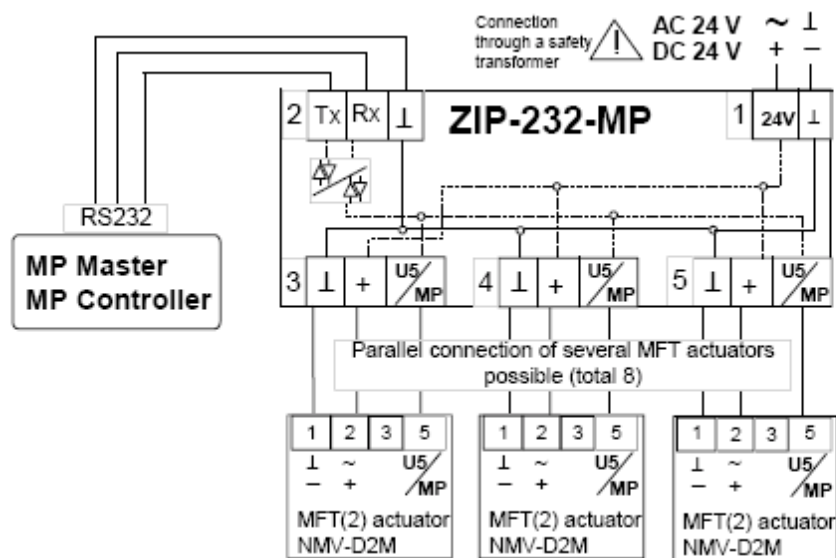 Connection
through a safety
transformer
AC 24 V ~ ⊥
DC 24 V + −
2 Tx Rx ⊥
ZIP-232-MP
1 24V ⊥
RS232
MP Master
MP Controller
3 ⊥ + U5/MP
4 ⊥ + U5/MP
5 ⊥ + U5/MP
Parallel connection of several MFT actuators
possible (total 8)
1 2 3 5
⊥ ~ U5/MP
− +
MFT(2) actuator
NMV-D2M
1 2 3 5
⊥ ~ U5/MP
− +
MFT(2) actuator
NMV-D2M
1 2 3 5
⊥ ~ U5/MP
− +
MFT(2) actuator
NMV-D2M